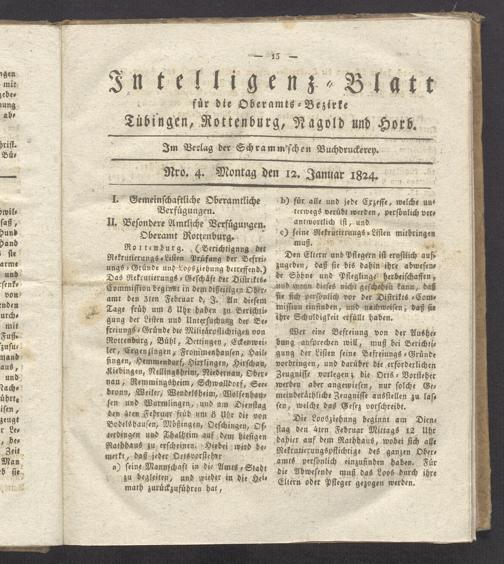 — 15 —
Intelligenz-Blatt
für die Oberamts-Bezirke
Tübingen, Rottenburg, Nagold und Horb.
Im Verlag der Schramm'schen Buchdruckerey.
Nro. 4. Montag den 12. Januar 1824.
I. Gemeinschaftliche Oberamtliche
Verfügungen.
II. Besondere Amtliche Verfügungen.
Oberamt Rottenburg.
Rottenburg. (Berichtigung der
Rekrutierungs-Listen Prüfung der Befrei-
ungs-Gründe und Loosziehung betreffend.)
Das Rekrutierungs-Geschäft der Distrikts-
Commission beginnt in dem disseitigen Ober-
amt den 3ten Februar d. J. An diesem
Tage früh um 8 Uhr haben zu Berichti-
gung der Listen und Untersuchung der Be-
freiungs-Gründe die Militärpflichtigen von
Rottenburg, Bühl, Dettingen, Eckenwei-
ler, Ergenzingen, Frommenhausen, Hail-
fingen, Hemmendorf, Hirrlingen, Hirschau,
Kiebingen, Nellingsheim, Niedernau, Ober-
nau, Remmingsheim, Schwalldorf, See-
bronn, Weiler, Wendelsheim, Wolfenhau-
sen und Wurmlingen, und am Dienstag
den 4ten Februar früh um 8 Uhr die von
Bodelshausen, Mößingen, Oeschingen, Of-
terdingen und Thalheim auf dem hiesigen
Rathhaus zu erscheinen. Hiebei wird be-
merkt, daß jeder Ortsvorsteher
a) seine Mannschaft in die Amts-Stadt
zu begleiten, und wieder in die Hei-
math zurückzuführen hat,
b) für alle und jede Exzesse, welche un-
terwegs verübt werden, persönlich ver-
antwortlich ist, und
c) seine Rekrutierungs-Listen mitbringen
muß.
Den Eltern und Pflegern ist ernstlich auf-
zugeben, daß sie bis dahin ihre abwesen-
de Söhne und Pfleglinge herbeischaffen,
und wenn dieses nicht geschehen kann, daß
sie sich persönlich vor der Distrikts-Com-
mission einfinden, und nachweisen, daß sie
ihre Schuldigkeit erfüllt haben.
Wer eine Befreiung von der Aushe-
bung ansprechen will, muß bei Berichti-
gung der Listen seine Befreiungs-Gründe
vordringen, und darüber die erforderlichen
Zeugnisse vorlegen; die Orts-Vorsteher
werden aber angewiesen, nur solche Ge-
meinderäthliche Zeugnisse ausstellen zu las-
sen, welche das Gesez vorschreibt.
Die Loosziehung beginnt am Diens-
tag den 4ten Februar Mittags 12 Uhr
dahier auf dem Rathhaus, wobei sich alle
Rekrutierungspflichtige des ganzen Ober-
amts persönlich einzufinden haben. Für
die Abwesende muß das Loos durch ihre
Eltern oder Pfleger gezogen werden.